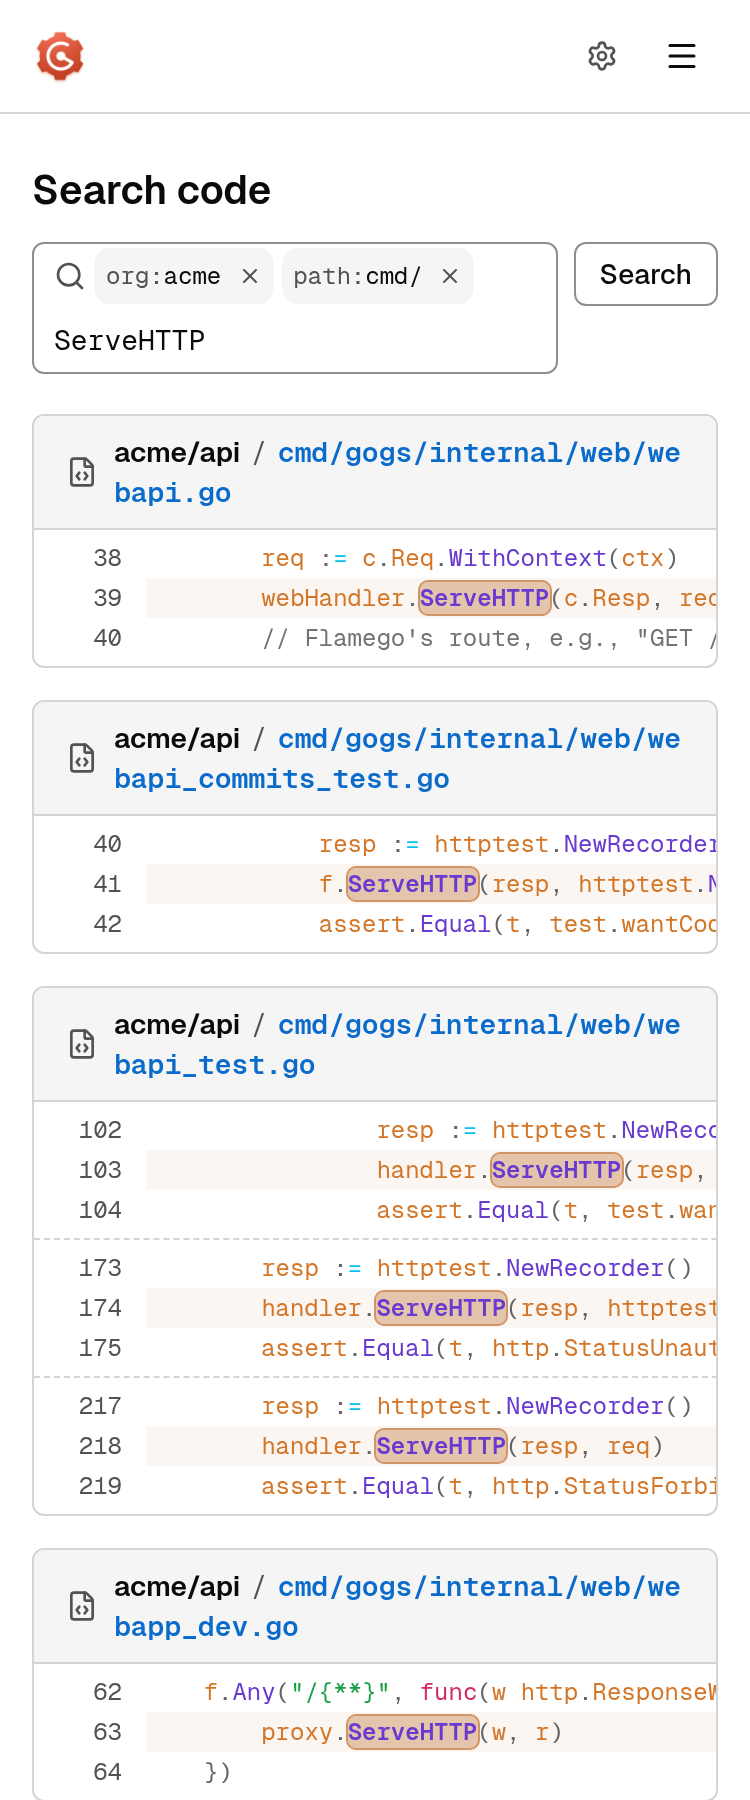 Search code
org:acme path:cmd/
Search
ServeHTTP
acme/api / cmd/gogs/internal/web/we
bapi.go
38 req := c.Req.WithContext(ctx)
39 webHandler.ServeHTTP(c.Resp, req
40 // Flamego's route, e.g., "GET /
acme/api / cmd/gogs/internal/web/we
bapi_commits_test.go
40 resp := httptest.NewRecorder
41 f.ServeHTTP(resp, httptest.N
42 assert.Equal(t, test.wantCod
acme/api / cmd/gogs/internal/web/we
bapi_test.go
102 resp := httptest.NewReco
103 handler.ServeHTTP(resp,
104 assert.Equal(t, test.wan
173 resp := httptest.NewRecorder()
174 handler.ServeHTTP(resp, httptest
175 assert.Equal(t, http.StatusUnaut
217 resp := httptest.NewRecorder()
218 handler.ServeHTTP(resp, req)
219 assert.Equal(t, http.StatusForbi
acme/api / cmd/gogs/internal/web/we
bapp_dev.go
62 f.Any("/{**}", func(w http.ResponseW
63 proxy.ServeHTTP(w, r)
64 })